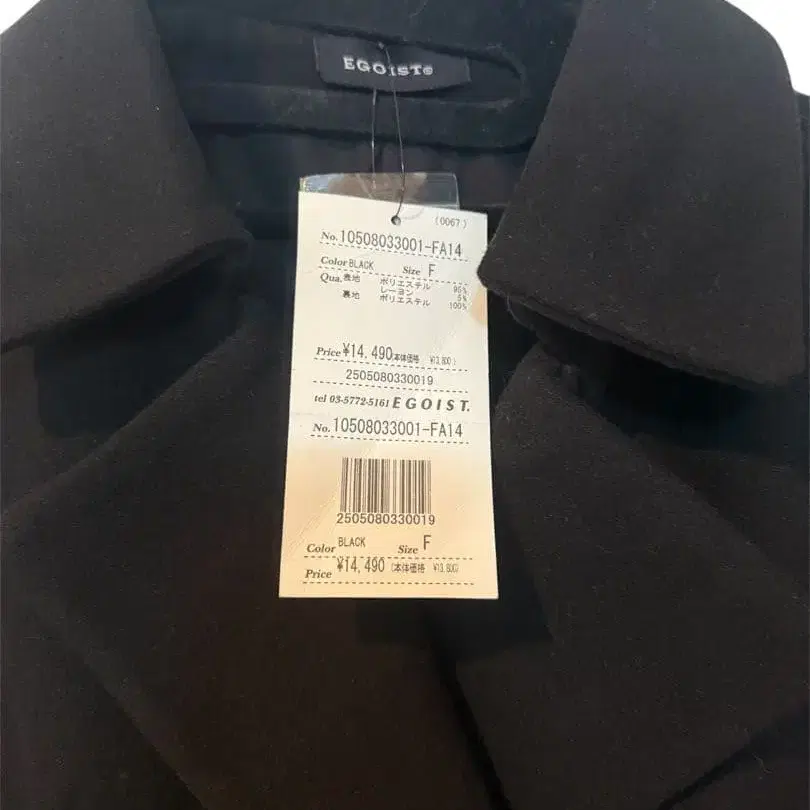 EGOIST®
(0067)
No. 10508033001-FA14
Color BLACK Size F
Qua. 表地 ポリエステル 95%
レーヨン 5%
裏地 ポリエステル 100%
Price ¥14,490(本体価格 ¥13,800)
2505080330019
tel 03-5772-5161 EGOIST.
No. 10508033001-FA14
2505080330019
Color BLACK Size F
Price ¥14,490 (本体価格 ¥13,800)